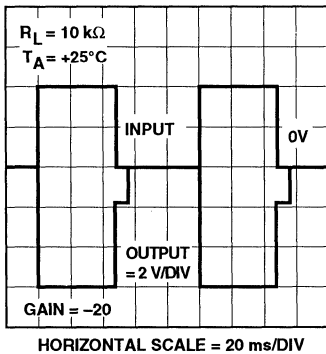 RL = 10 kΩ
TA = +25°C
INPUT
0V
OUTPUT
= 2 V/DIV
GAIN = –20
HORIZONTAL SCALE = 20 ms/DIV